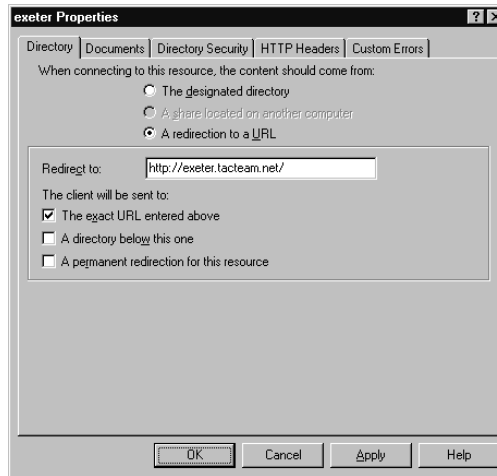 exeter Properties
Directory Documents Directory Security HTTP Headers Custom Errors
When connecting to this resource, the content should come from:
The designated directory
A share located on another computer
A redirection to a URL
Redirect to: http://exeter.tacteam.net/
The client will be sent to:
The exact URL entered above
A directory below this one
A permanent redirection for this resource
OK Cancel Apply Help